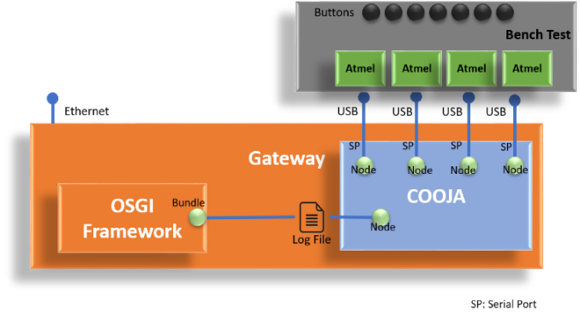 Buttons
Bench Test
Atmel Atmel Atmel Atmel
Ethernet
USB USB USB USB
SP SP SP SP
Gateway
Node Node Node Node
Bundle
COOJA
OSGI
Framework
Node
Log File
SP: Serial Port